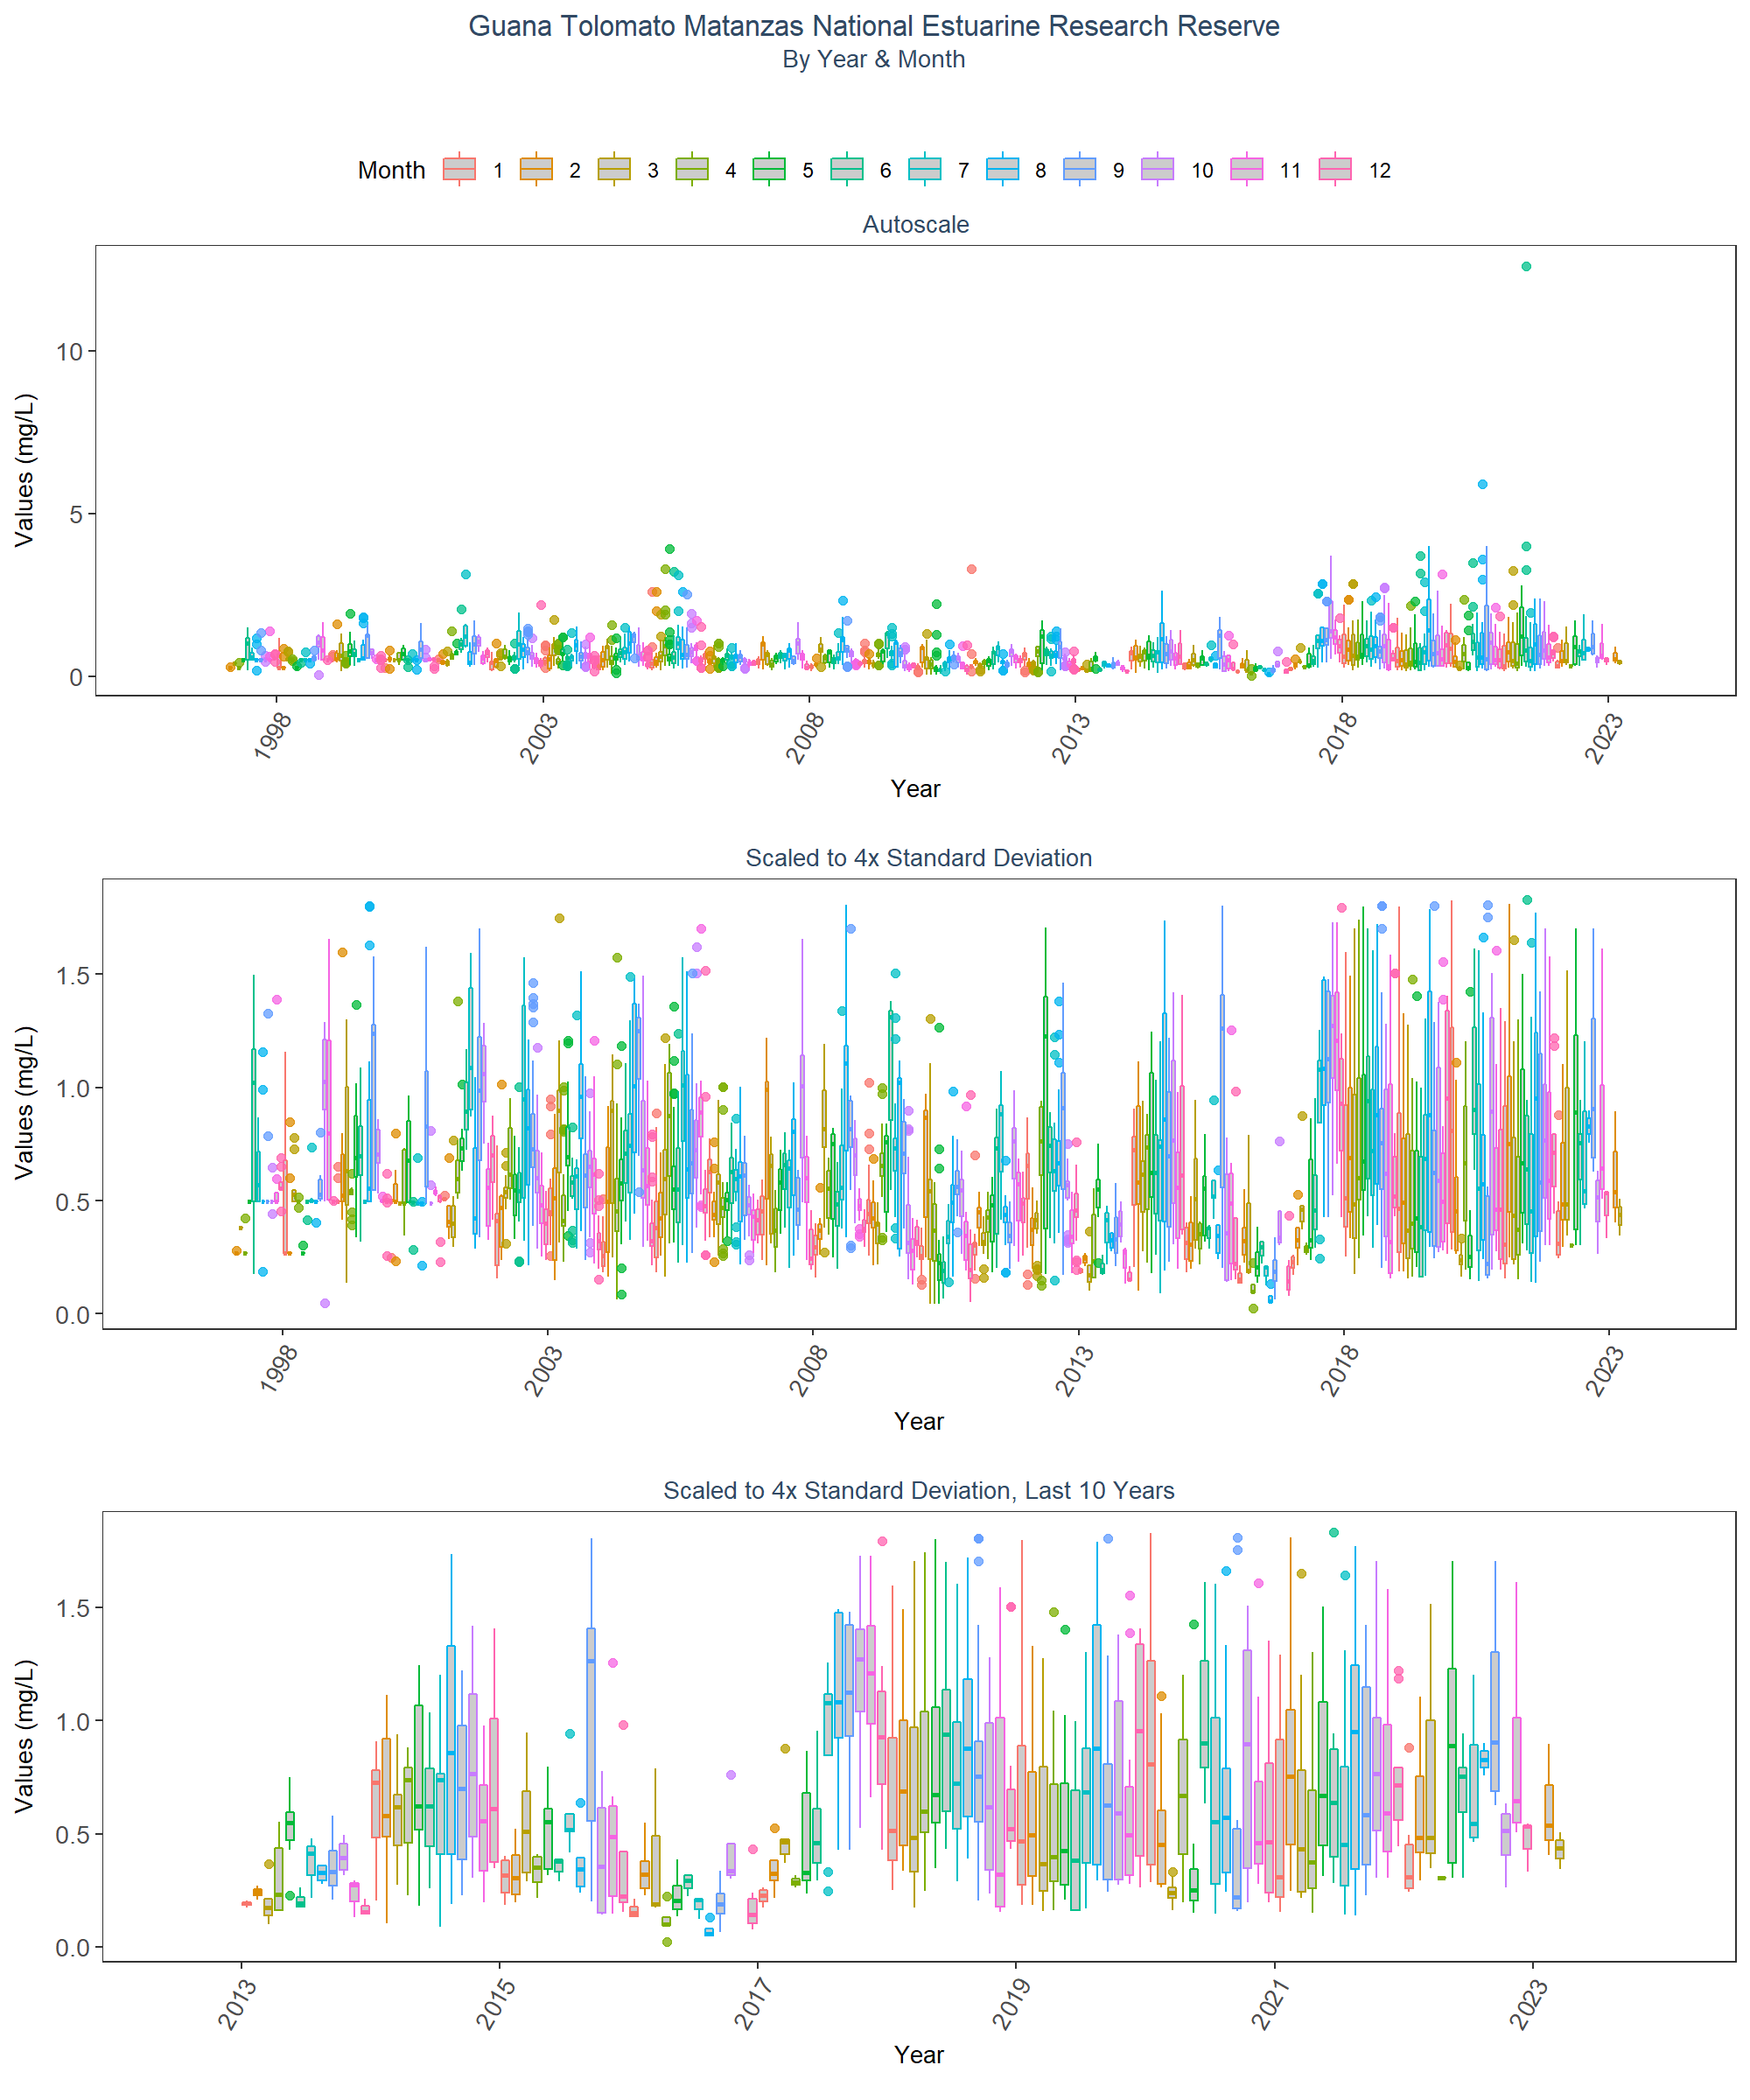 Guana Tolomato Matanzas National Estuarine Research Reserve
By Year & Month
Month 1 2 3 4 5 6 7 8 9 10 11 12
Autoscale
Values (mg/L)
10
5
0
1998 2003 2008 2013 2018 2023
Year
Scaled to 4x Standard Deviation
Values (mg/L)
1.5
1.0
0.5
0.0
1998 2003 2008 2013 2018 2023
Year
Scaled to 4x Standard Deviation, Last 10 Years
Values (mg/L)
1.5
1.0
0.5
0.0
2013 2015 2017 2019 2021 2023
Year